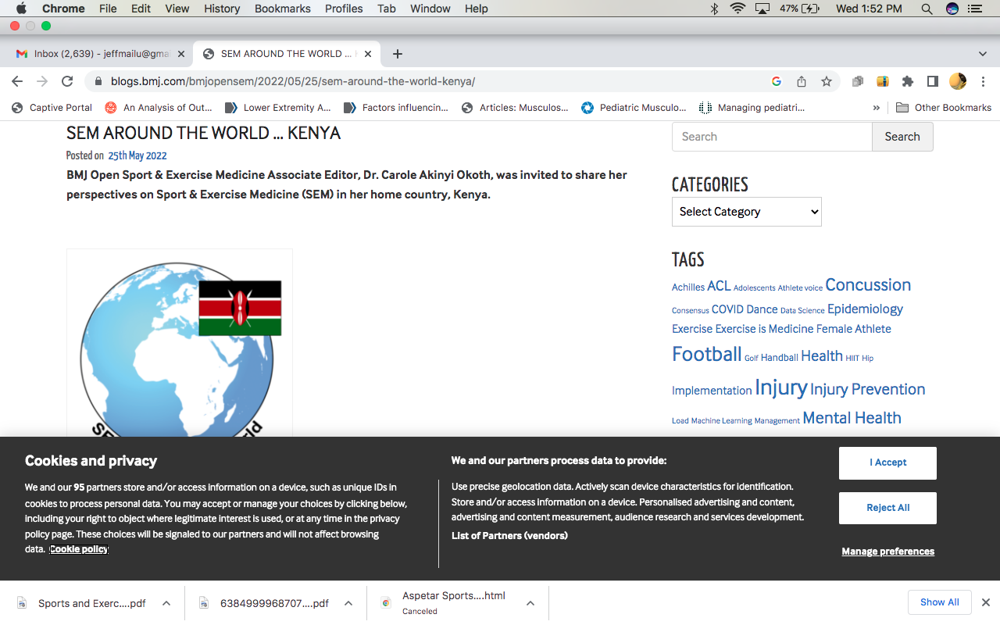 Chrome File Edit View History Bookmarks Profiles Tab Window Help 47% Wed 1:52 PM
Inbox (2,639) - jeffmailu@gma SEM AROUND THE WORLD ...
blogs.bmj.com/bmjopensem/2022/05/25/sem-around-the-world-kenya/
Captive Portal An Analysis of Out... Lower Extremity A... Factors influencin... Articles: Musculos... Pediatric Musculo... Managing pediatri... » Other Bookmarks
SEM AROUND THE WORLD ... KENYA
Posted on 25th May 2022
BMJ Open Sport & Exercise Medicine Associate Editor, Dr. Carole Akinyi Okoth, was invited to share her
perspectives on Sport & Exercise Medicine (SEM) in her home country, Kenya.
Search Search
CATEGORIES
Select Category
TAGS
Achilles ACL Adolescents Athlete voice Concussion
Consensus COVID Dance Data Science Epidemiology
Exercise Exercise is Medicine Female Athlete
Football Golf Handball Health HIIT Hip
Implementation Injury Injury Prevention
Load Machine Learning Management Mental Health
Cookies and privacy
We and our 95 partners store and/or access information on a device, such as unique IDs in
cookies to process personal data. You may accept or manage your choices by clicking below,
including your right to object where legitimate interest is used, or at any time in the privacy
policy page. These choices will be signaled to our partners and will not affect browsing
data. Cookie policy
We and our partners process data to provide:
Use precise geolocation data. Actively scan device characteristics for identification.
Store and/or access information on a device. Personalised advertising and content,
advertising and content measurement, audience research and services development.
List of Partners (vendors)
I Accept
Reject All
Manage preferences
Sports and Exerc....pdf 6384999968707....pdf Aspetar Sports....html Show All
Canceled